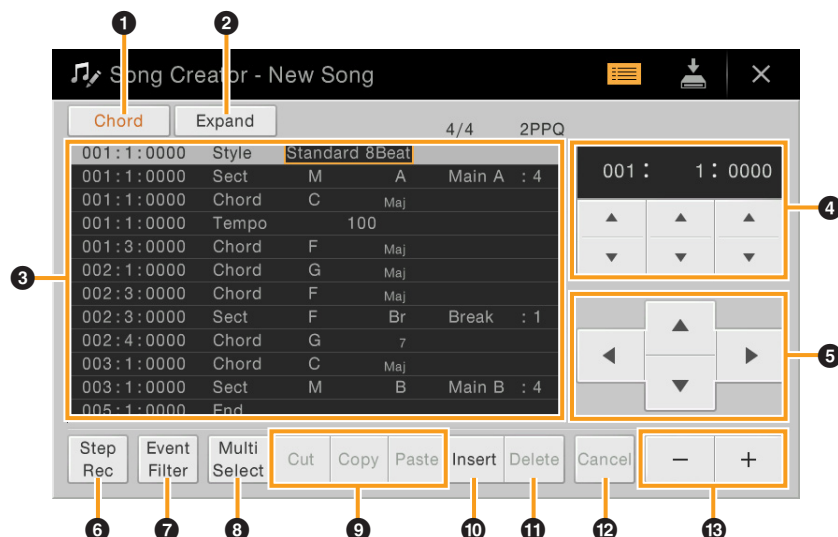 1 2
Song Creator - New Song
Chord Expand 4/4 2PPQ
001:1:0000 Style Standard 8Beat
001:1:0000 Sect M A Main A : 4
001:1:0000 Chord C Maj
001:1:0000 Tempo 100
001:3:0000 Chord F Maj
002:1:0000 Chord G Maj
002:3:0000 Chord F Maj
002:3:0000 Sect F Br Break : 1
002:4:0000 Chord G 7
003:1:0000 Chord C Maj
003:1:0000 Sect M B Main B : 4
005:1:0000 End
3
001: 1:0000
4
5
Step Rec
Event Filter
Multi Select
Cut Copy Paste Insert Delete Cancel − +
6 7 8 9 10 11 12 13